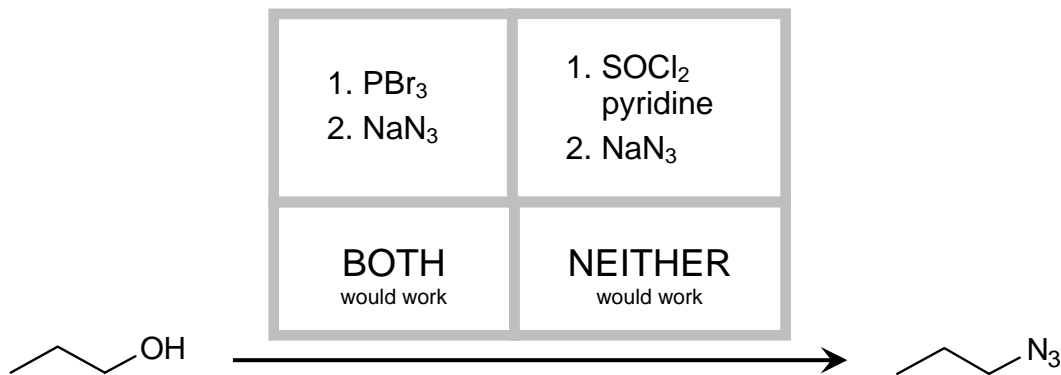 1. PBr₃
2. NaN₃
1. SOCl₂
pyridine
2. NaN₃
BOTH
would work
NEITHER
would work
OH
N₃